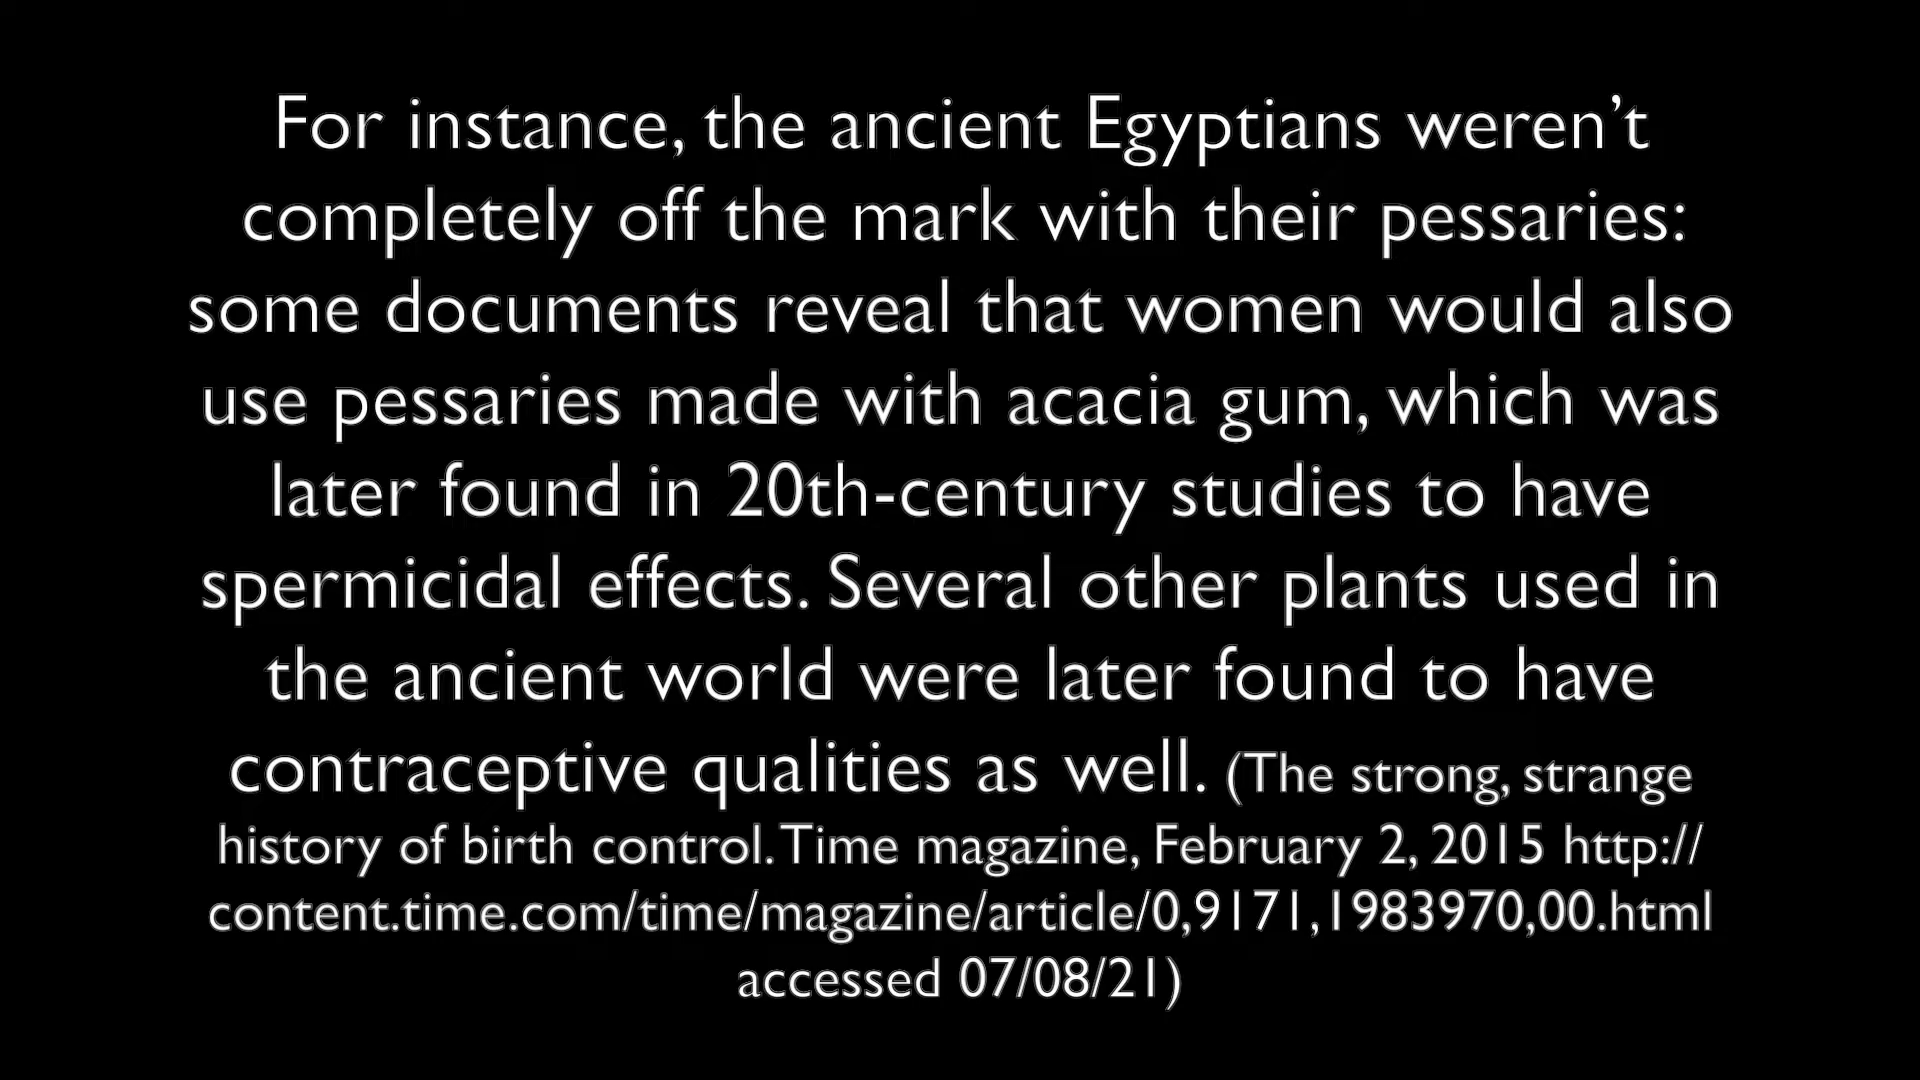 For instance, the ancient Egyptians weren’t
completely off the mark with their pessaries:
some documents reveal that women would also
use pessaries made with acacia gum, which was
later found in 20th-century studies to have
spermicidal effects. Several other plants used in
the ancient world were later found to have
contraceptive qualities as well. (The strong, strange
history of birth control. Time magazine, February 2, 2015 http://
content.time.com/time/magazine/article/0,9171,1983970,00.html
accessed 07/08/21)